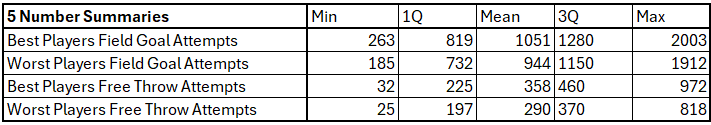 5 Number Summaries Min 1Q Mean 3Q Max
Best Players Field Goal Attempts 263 819 1051 1280 2003
Worst Players Field Goal Attempts 185 732 944 1150 1912
Best Players Free Throw Attempts 32 225 358 460 972
Worst Players Free Throw Attempts 25 197 290 370 818